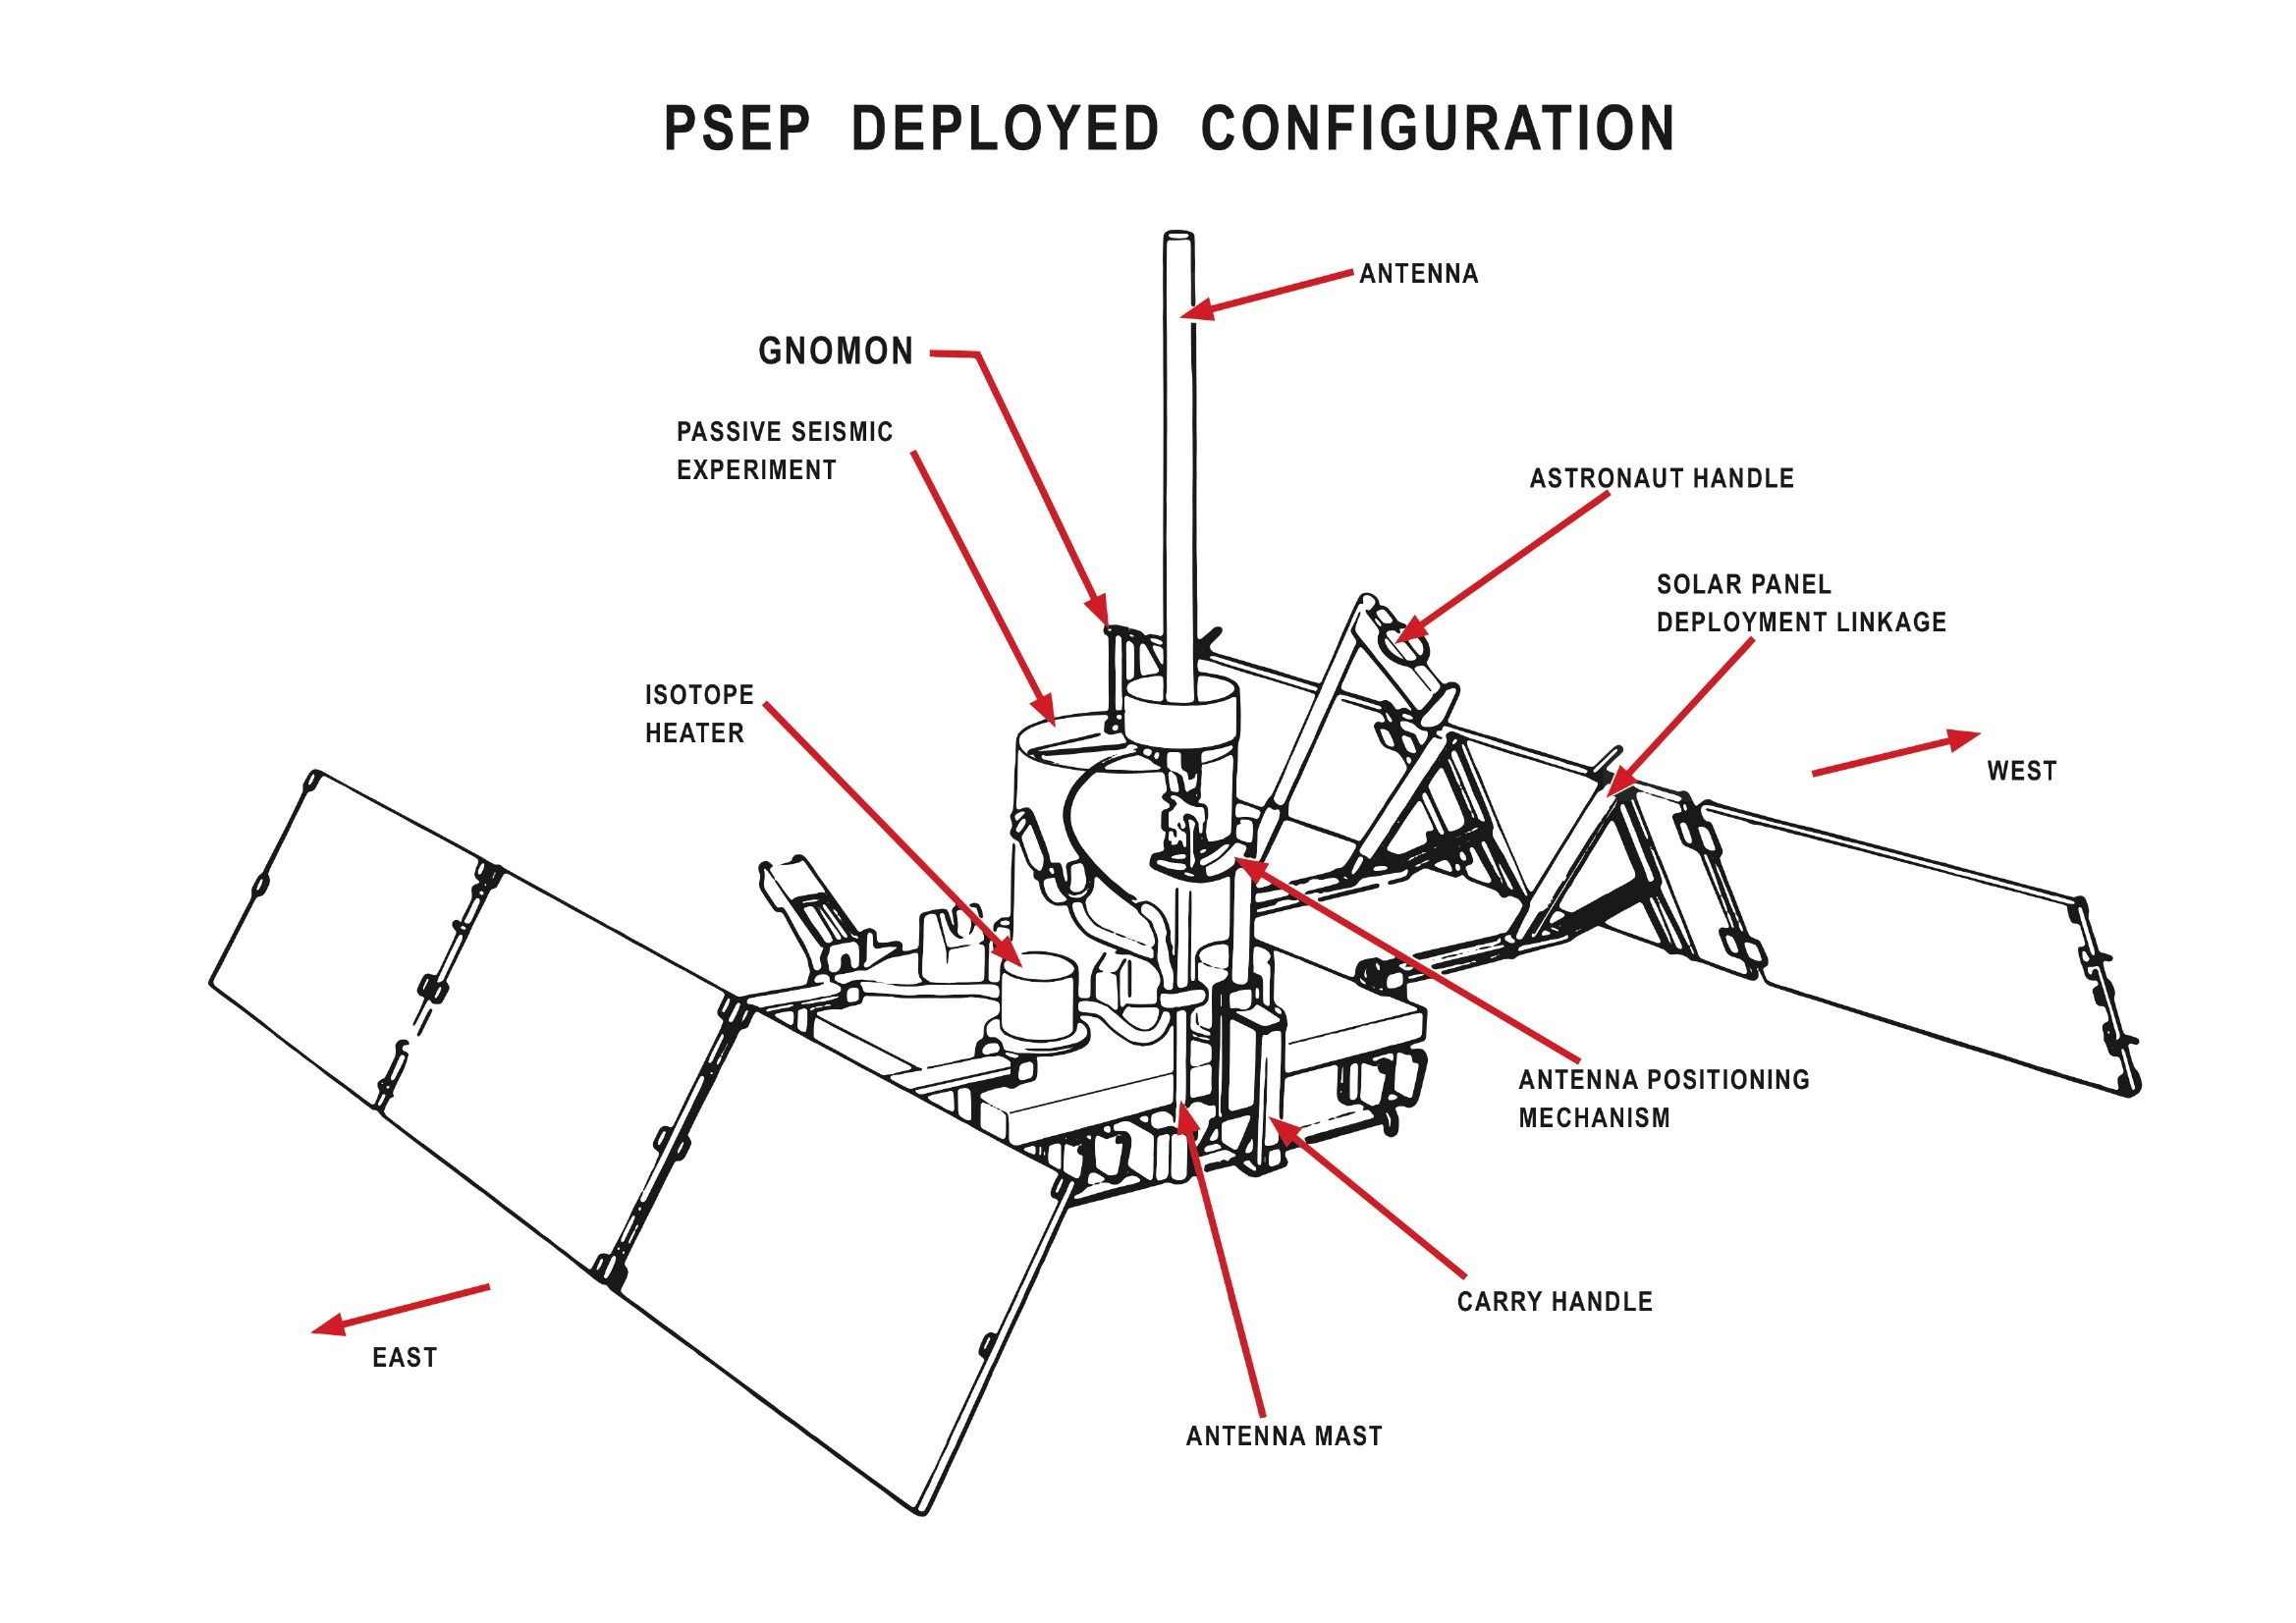 PSEP DEPLOYED CONFIGURATION
ANTENNA
GNOMON
PASSIVE SEISMIC
EXPERIMENT
ASTRONAUT HANDLE
SOLAR PANEL
DEPLOYMENT LINKAGE
ISOTOPE
HEATER
WEST
ANTENNA POSITIONING
MECHANISM
CARRY HANDLE
EAST
ANTENNA MAST